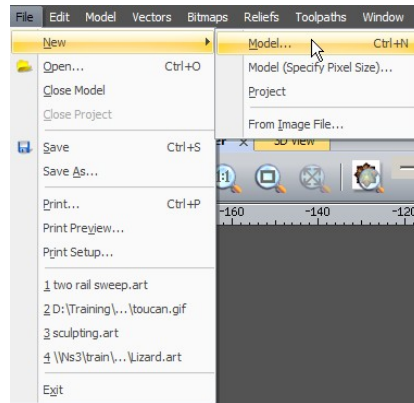 File Edit Model Vectors Bitmaps Reliefs Toolpaths Window
New
Open... Ctrl+O
Close Model
Close Project
Save Ctrl+S
Save As...
Print... Ctrl+P
Print Preview...
Print Setup...
1 two rail sweep.art
2 D:\Training\...\toucan.gif
3 sculpting.art
4 \\Ns3\train\...\Lizard.art
Exit
Model... Ctrl+N
Model (Specify Pixel Size)...
Project
From Image File...
3D View
1:1
-160 -140 -120